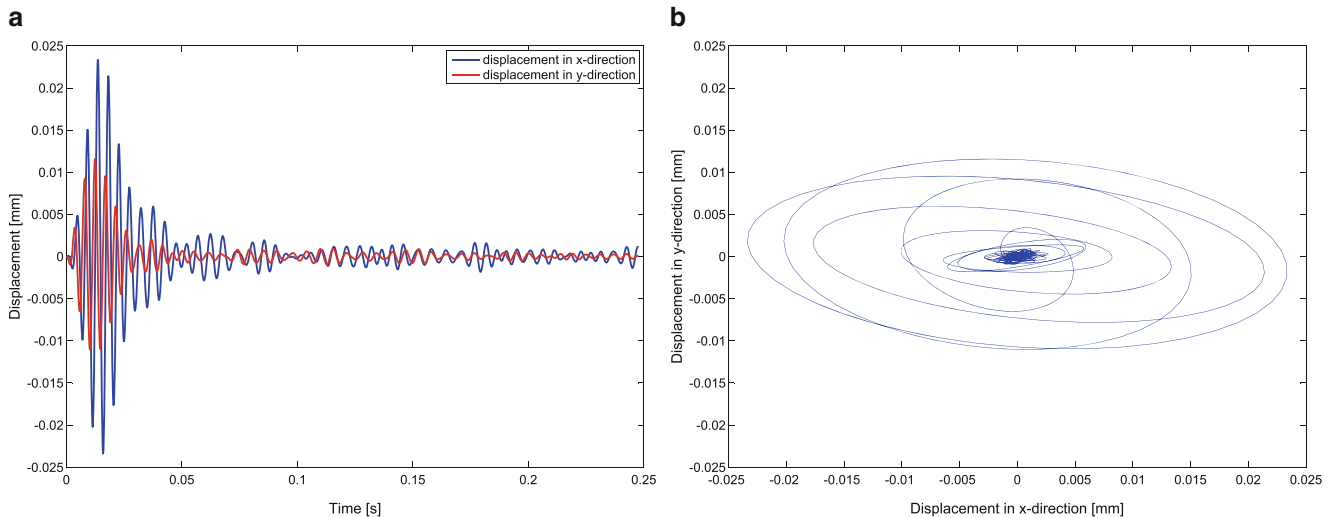 a
0.025
0.02
0.015
0.01
0.005
0
-0.005
-0.01
-0.015
-0.02
-0.025
Displacement [mm]
displacement in x-direction
displacement in y-direction
0 0.05 0.1 0.15 0.2 0.25
Time [s]
b
0.025
0.02
0.015
0.01
0.005
0
-0.005
-0.01
-0.015
-0.02
-0.025
Displacement in y-direction [mm]
-0.025 -0.02 -0.015 -0.01 -0.005 0 0.005 0.01 0.015 0.02 0.025
Displacement in x-direction [mm]